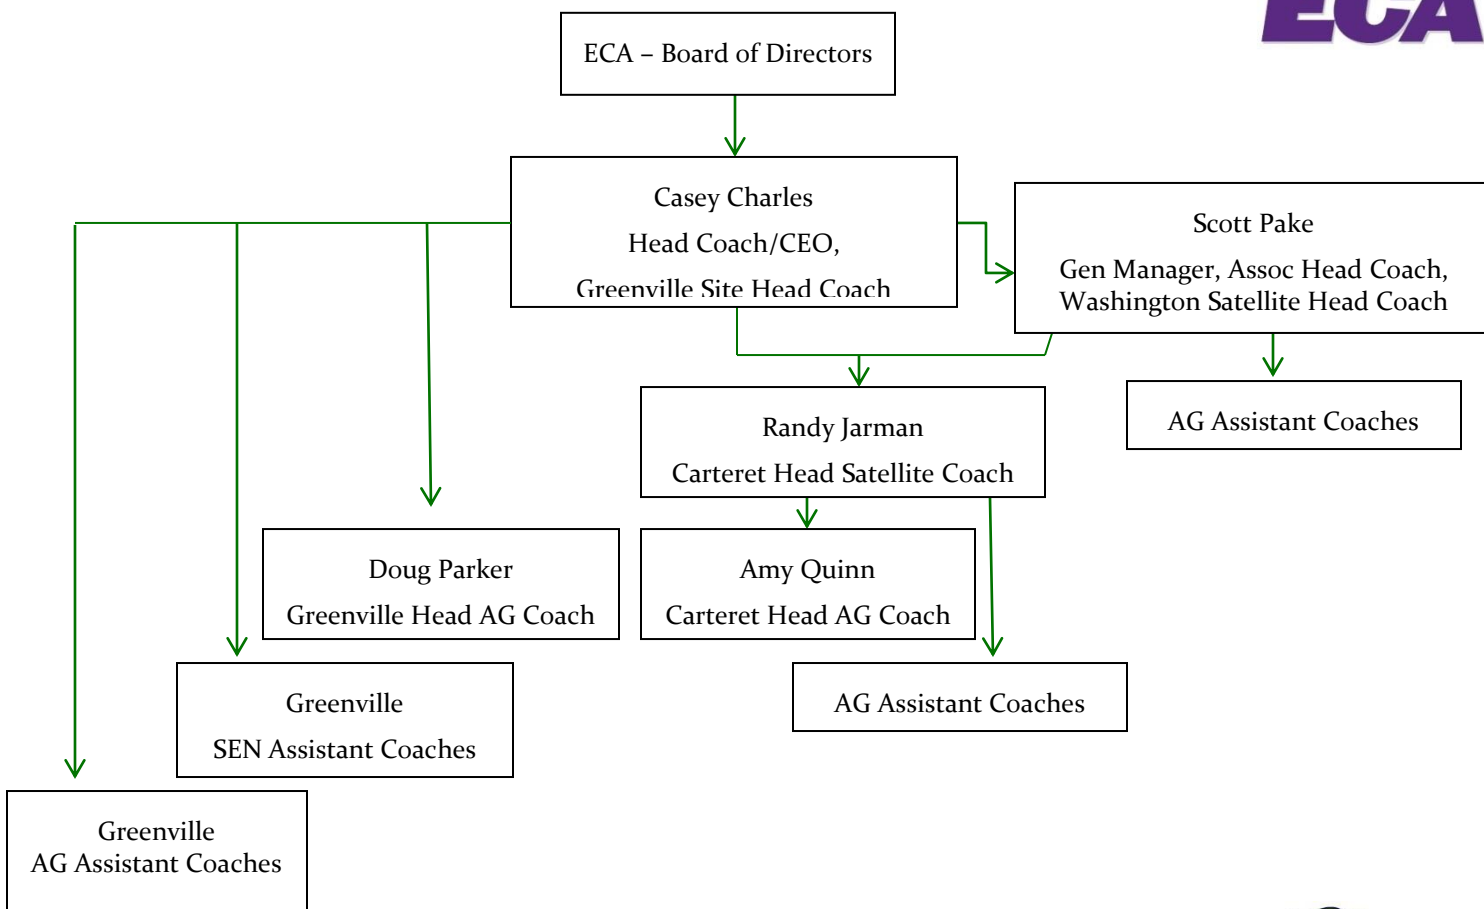 ECA
ECA – Board of Directors
Casey Charles
Head Coach/CEO,
Greenville Site Head Coach
Scott Pake
Gen Manager, Assoc Head Coach,
Washington Satellite Head Coach
AG Assistant Coaches
Randy Jarman
Carteret Head Satellite Coach
Doug Parker
Greenville Head AG Coach
Amy Quinn
Carteret Head AG Coach
Greenville
SEN Assistant Coaches
AG Assistant Coaches
Greenville
AG Assistant Coaches